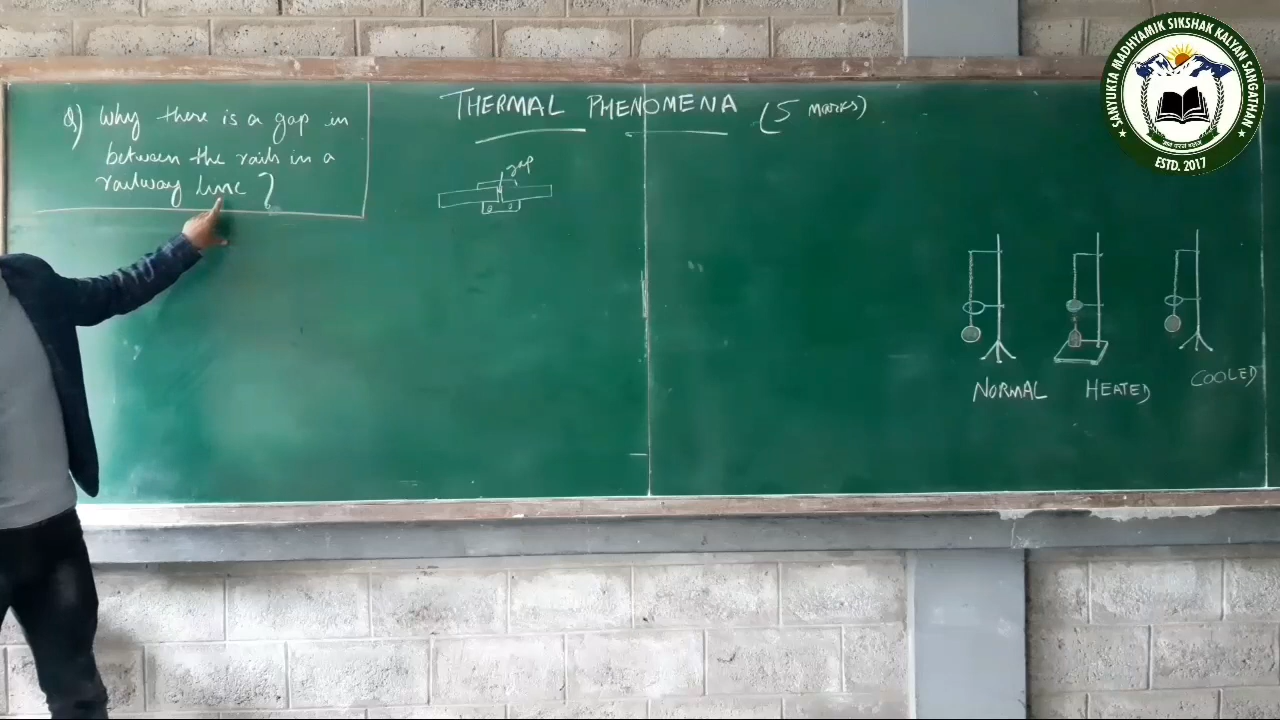 Q) Why there is a gap in
between the rails in a
railway line?
THERMAL PHENOMENA (5 marks)
gap
NORMAL
HEATED
COOLED
SANYUKTA MADHYAMIK SIKSHAK KALYAN SANGATHAN
ESTD. 2017